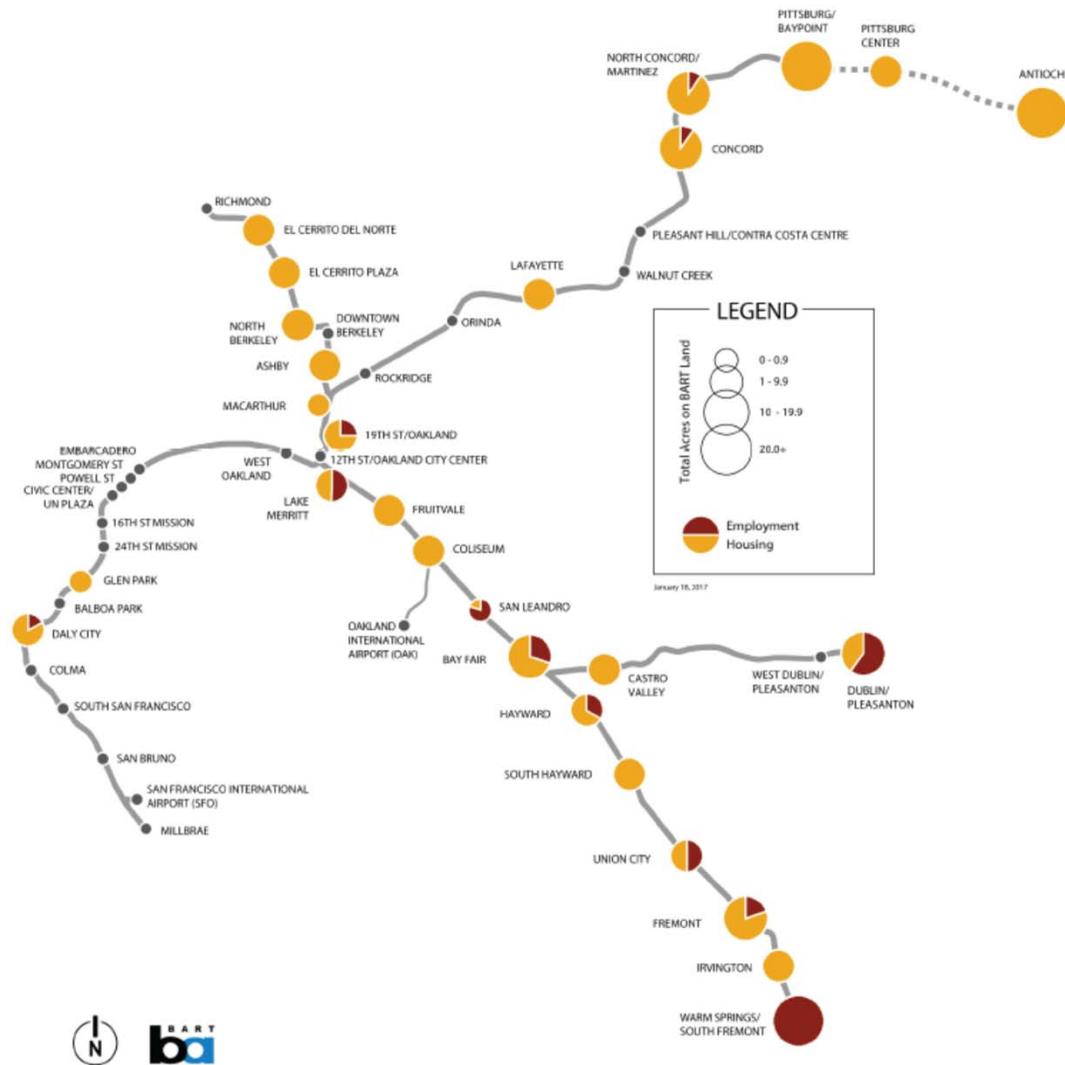 PITTSBURG/
BAYPOINT
PITTSBURG
CENTER
NORTH CONCORD/
MARTINEZ
ANTIOCH
CONCORD
RICHMOND
EL CERRITO DEL NORTE
PLEASANT HILL/CONTRA COSTA CENTRE
EL CERRITO PLAZA
LAFAYETTE
WALNUT CREEK
NORTH
BERKELEY
DOWNTOWN
BERKELEY
ORINDA
ASHBY
ROCKRIDGE
MACARTHUR
19TH ST/OAKLAND
12TH ST/OAKLAND CITY CENTER
WEST
OAKLAND
EMBARCADERO
MONTGOMERY ST
POWELL ST
CIVIC CENTER/
UN PLAZA
LAKE
MERRITT
FRUITVALE
16TH ST MISSION
24TH ST MISSION
COLISEUM
GLEN PARK
BALBOA PARK
DALY CITY
SAN LEANDRO
OAKLAND
INTERNATIONAL
AIRPORT (OAK)
BAY FAIR
COLMA
CASTRO
VALLEY
WEST DUBLIN/
PLEASANTON
DUBLIN/
PLEASANTON
SOUTH SAN FRANCISCO
HAYWARD
SAN BRUNO
SOUTH HAYWARD
SAN FRANCISCO INTERNATIONAL
AIRPORT (SFO)
MILLBRAE
UNION CITY
FREMONT
IRVINGTON
WARM SPRINGS/
SOUTH FREMONT
LEGEND
Total Acres on BART Land
0 - 0.9
1 - 9.9
10 - 19.9
20.0+
Employment
Housing
January 18, 2017
N
BART
ba